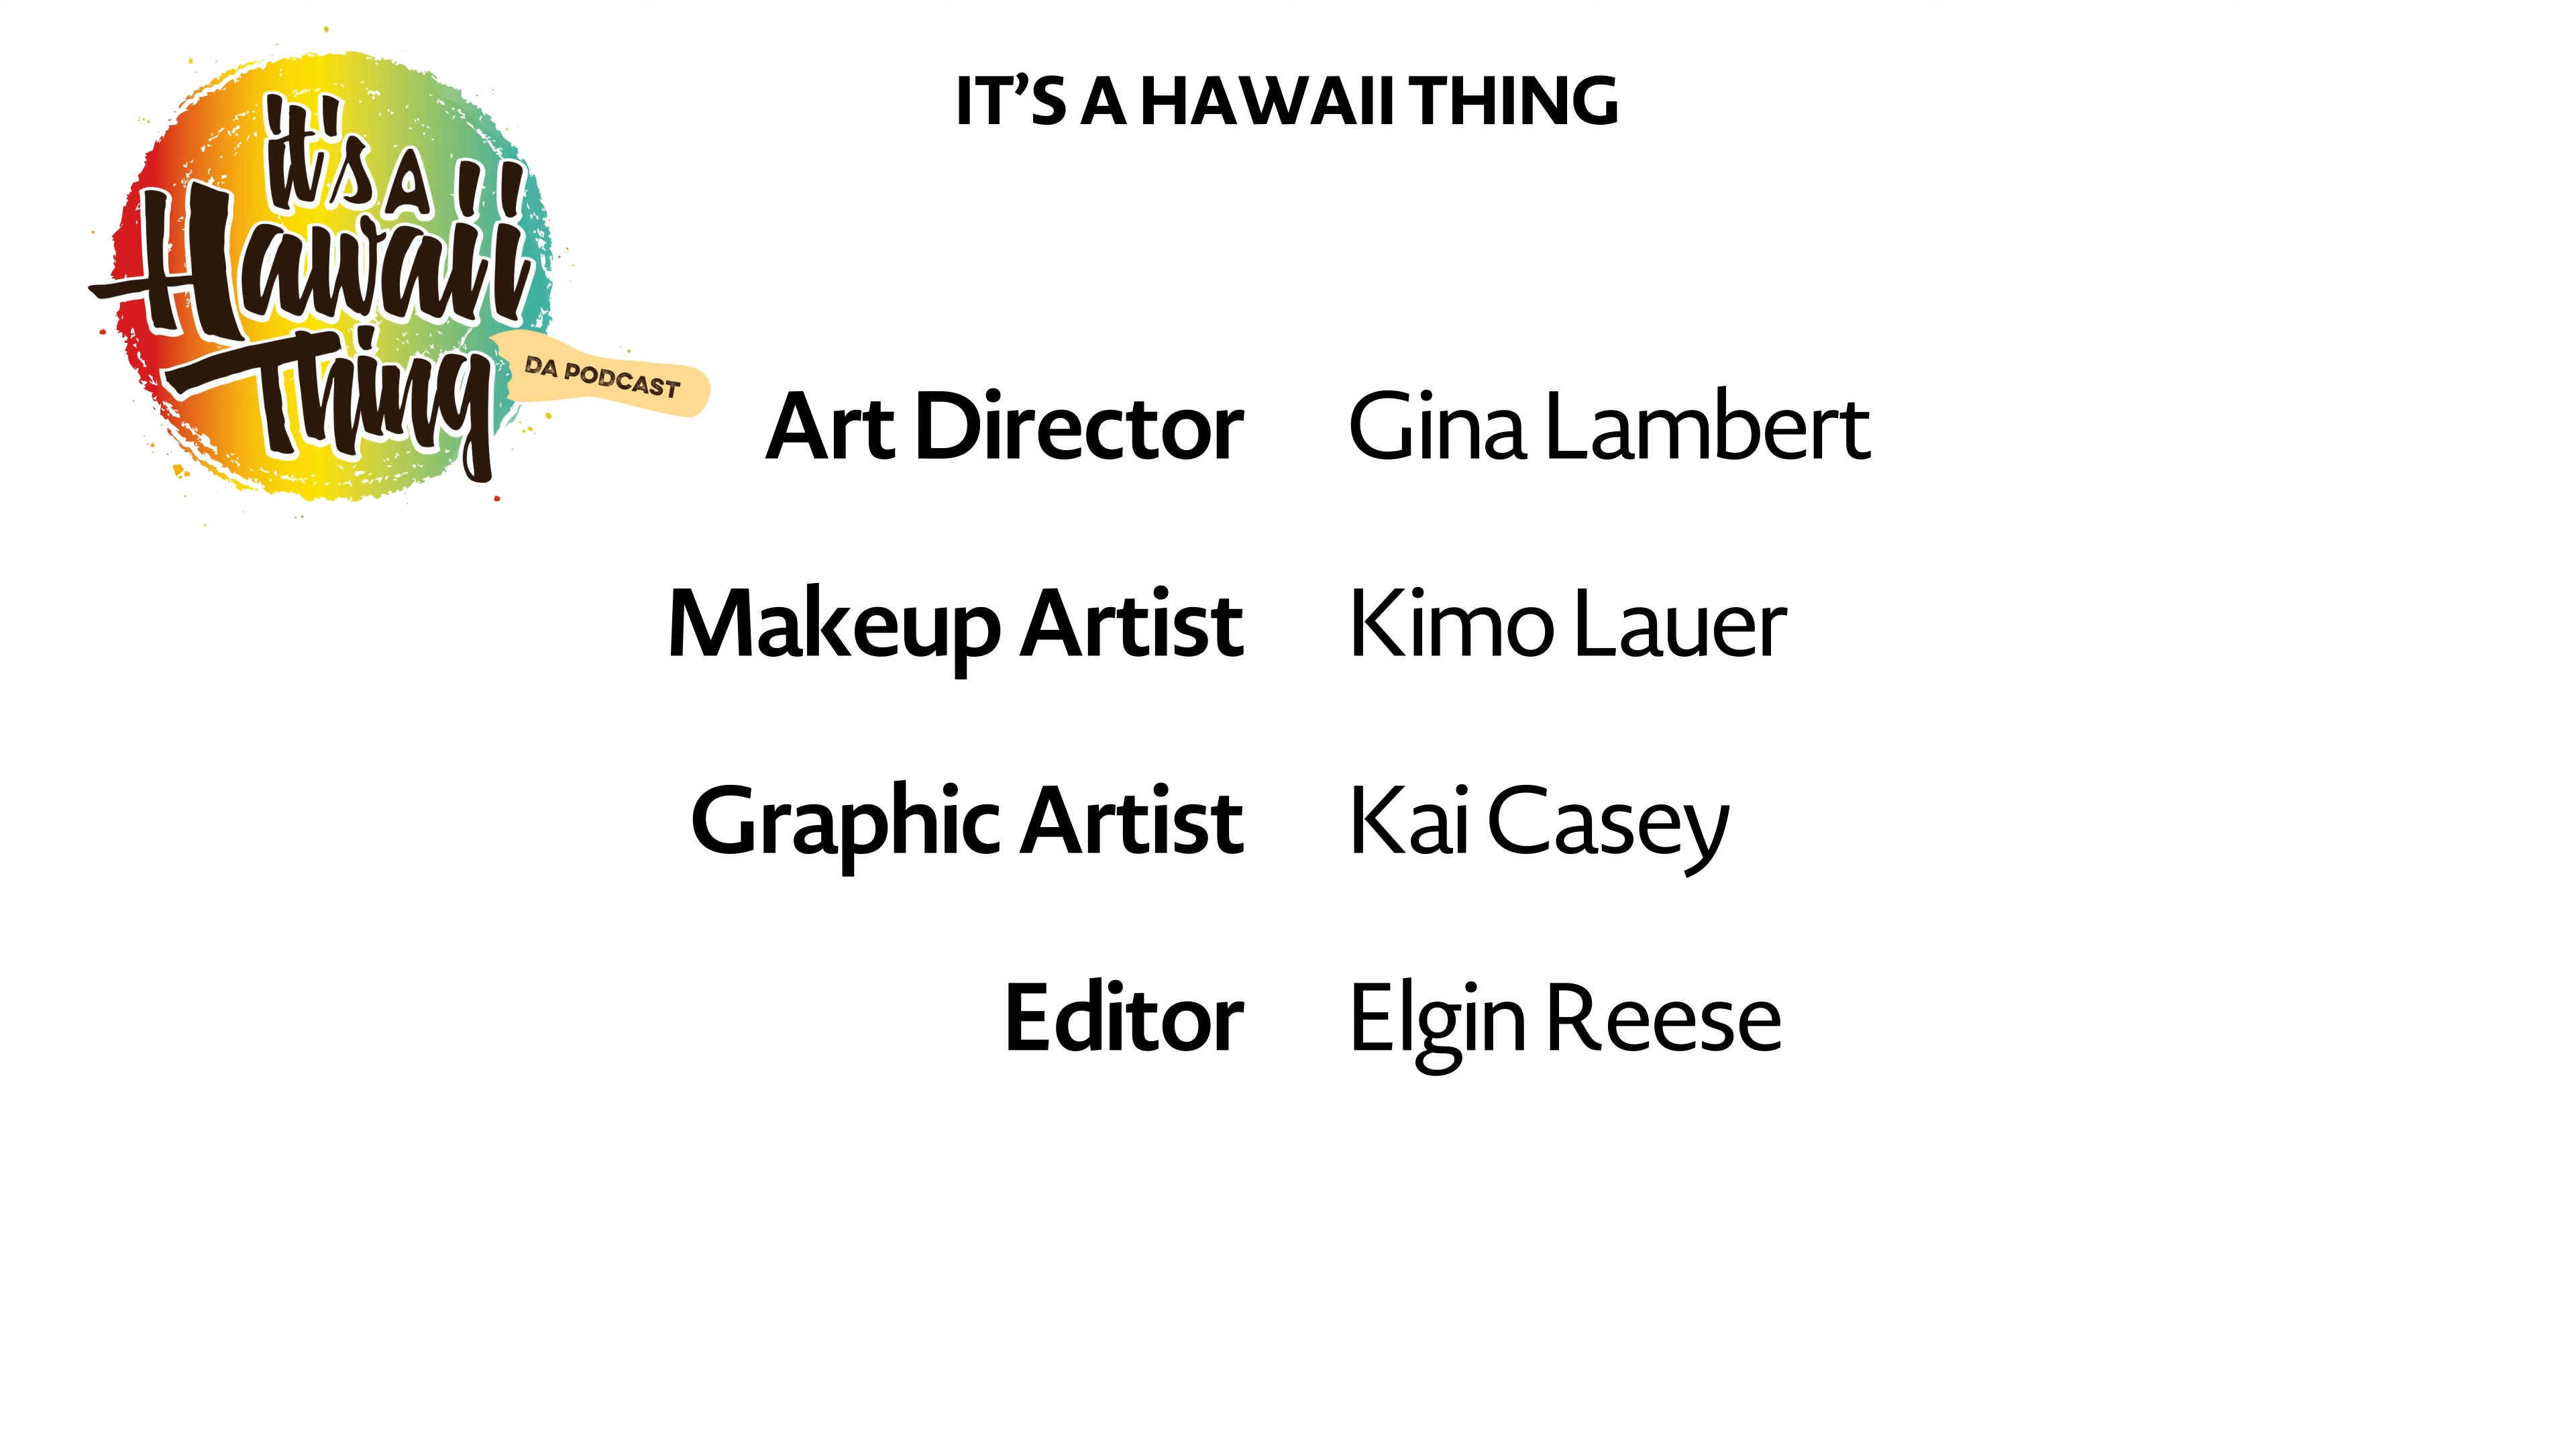 it's A
Hawaii
Thing
DA PODCAST
IT’S A HAWAII THING
Art Director Gina Lambert
Makeup Artist Kimo Lauer
Graphic Artist Kai Casey
Editor Elgin Reese